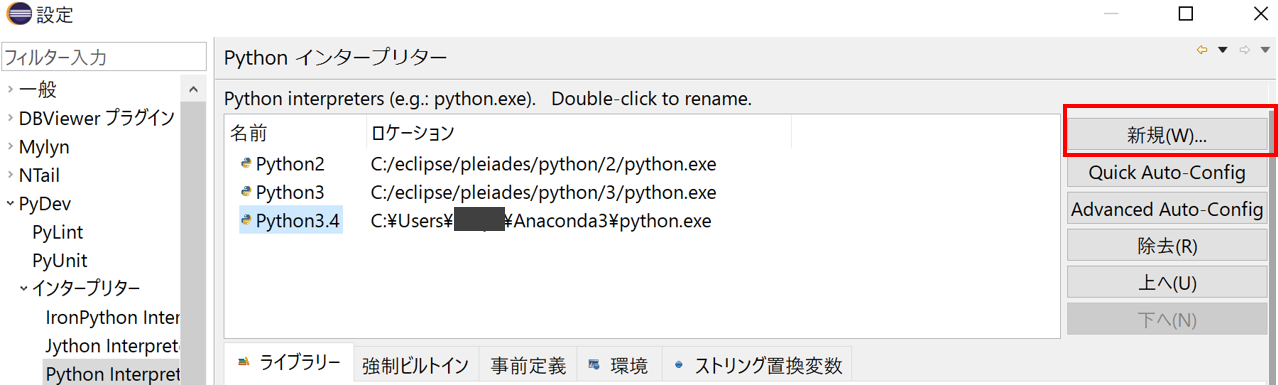 設定
フィルター入力
一般
DBViewer プラグイン
Mylyn
NTail
PyDev
PyLint
PyUnit
インタープリター
IronPython Inter
Jython Interprete
Python Interpret
Python インタープリター
Python interpreters (e.g.: python.exe). Double-click to rename.
名前 ロケーション
Python2 C:/eclipse/pleiades/python/2/python.exe
Python3 C:/eclipse/pleiades/python/3/python.exe
Python3.4 C:¥Users¥ ¥Anaconda3¥python.exe
新規(W)...
Quick Auto-Config
Advanced Auto-Config
除去(R)
上へ(U)
下へ(N)
ライブラリー 強制ビルトイン 事前定義 環境 ストリング置換変数